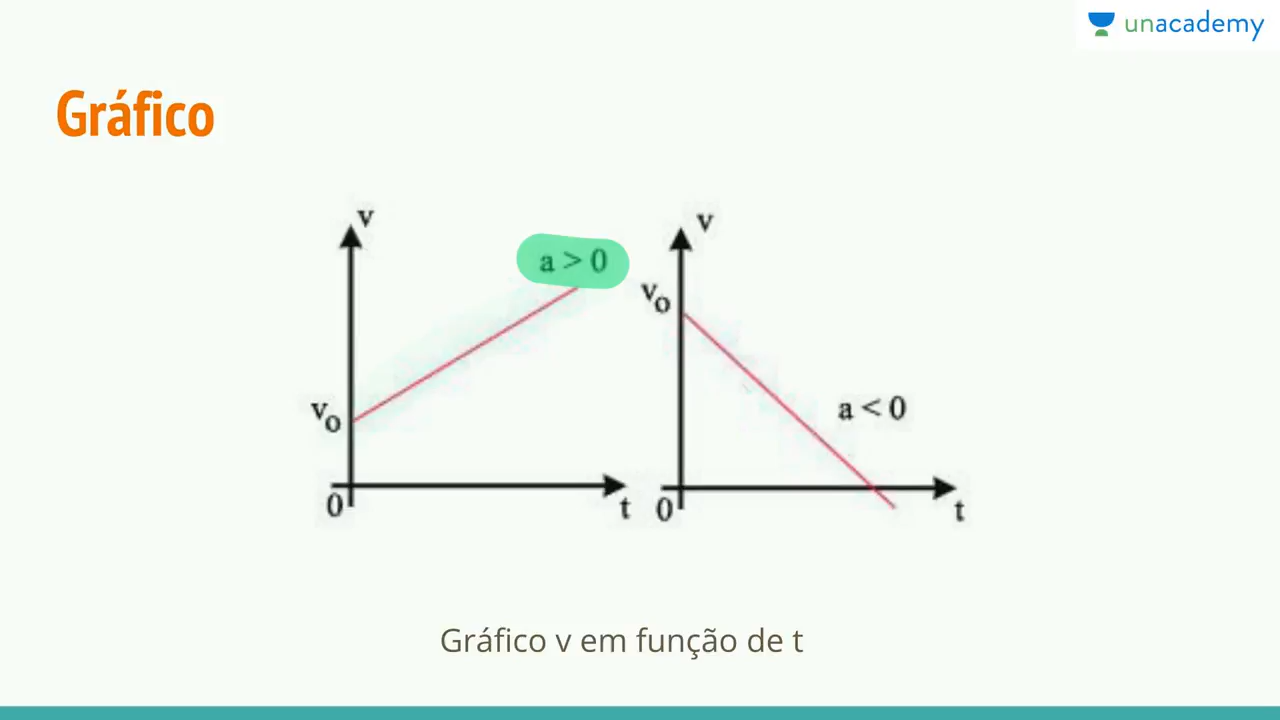 unacademy
Gráfico
v
a > 0
v0
0
t
v
v0
a < 0
0
t
Gráfico v em função de t